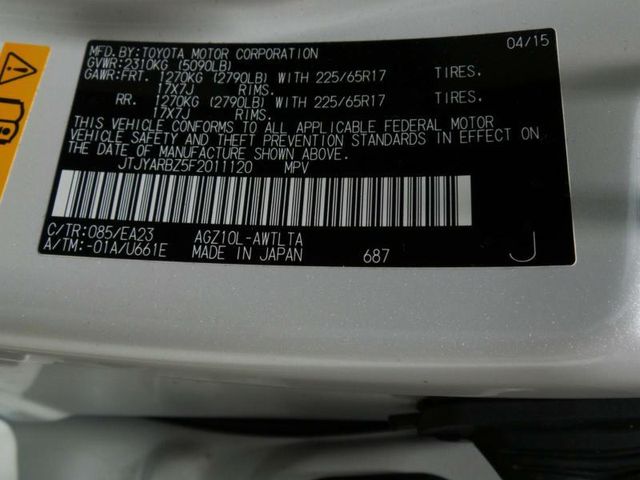 MFD.BY:TOYOTA MOTOR CORPORATION 04/15
GVWR:2310KG (5090LB)
GAWR:FRT. 1270KG (2790LB) WITH 225/65R17 TIRES.
17X7J RIMS.
RR. 1270KG (2790LB) WITH 225/65R17 TIRES.
17X7J RIMS.
THIS VEHICLE CONFORMS TO ALL APPLICABLE FEDERAL MOTOR
VEHICLE SAFETY AND THEFT PREVENTION STANDARDS IN EFFECT ON
THE DATE OF MANUFACTURE SHOWN ABOVE.
JTJYARBZ5F2011120 MPV
C/TR:085/EA23 AGZ10L-AWTLTA
A/TM:-01A/U661E MADE IN JAPAN 687 J